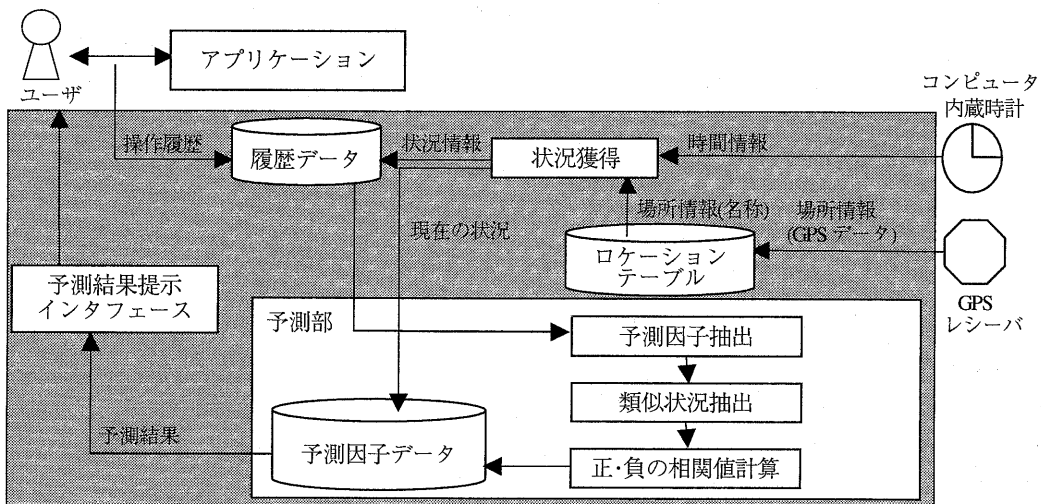 アプリケーション
ユーザ
コンピュータ
内蔵時計
操作履歴
履歴データ
状況情報
状況獲得
時間情報
現在の状況
場所情報(名称)
場所情報
(GPSデータ)
ロケーション
テーブル
GPS
レシーバ
予測結果提示
インタフェース
予測部
予測因子抽出
類似状況抽出
正・負の相関値計算
予測因子データ
予測結果